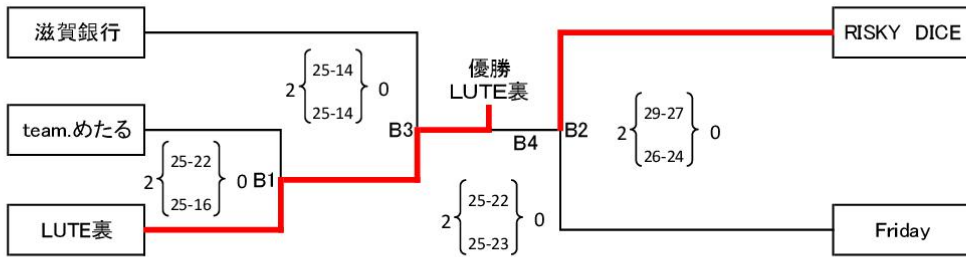 滋賀銀行
RISKY DICE
25-14
2 0
25-14
優勝
LUTE裏
team.めたる
B3
B2
B4
29-27
2 0
26-24
25-22
2 0 B1
25-16
25-22
2 0
25-23
LUTE裏
Friday